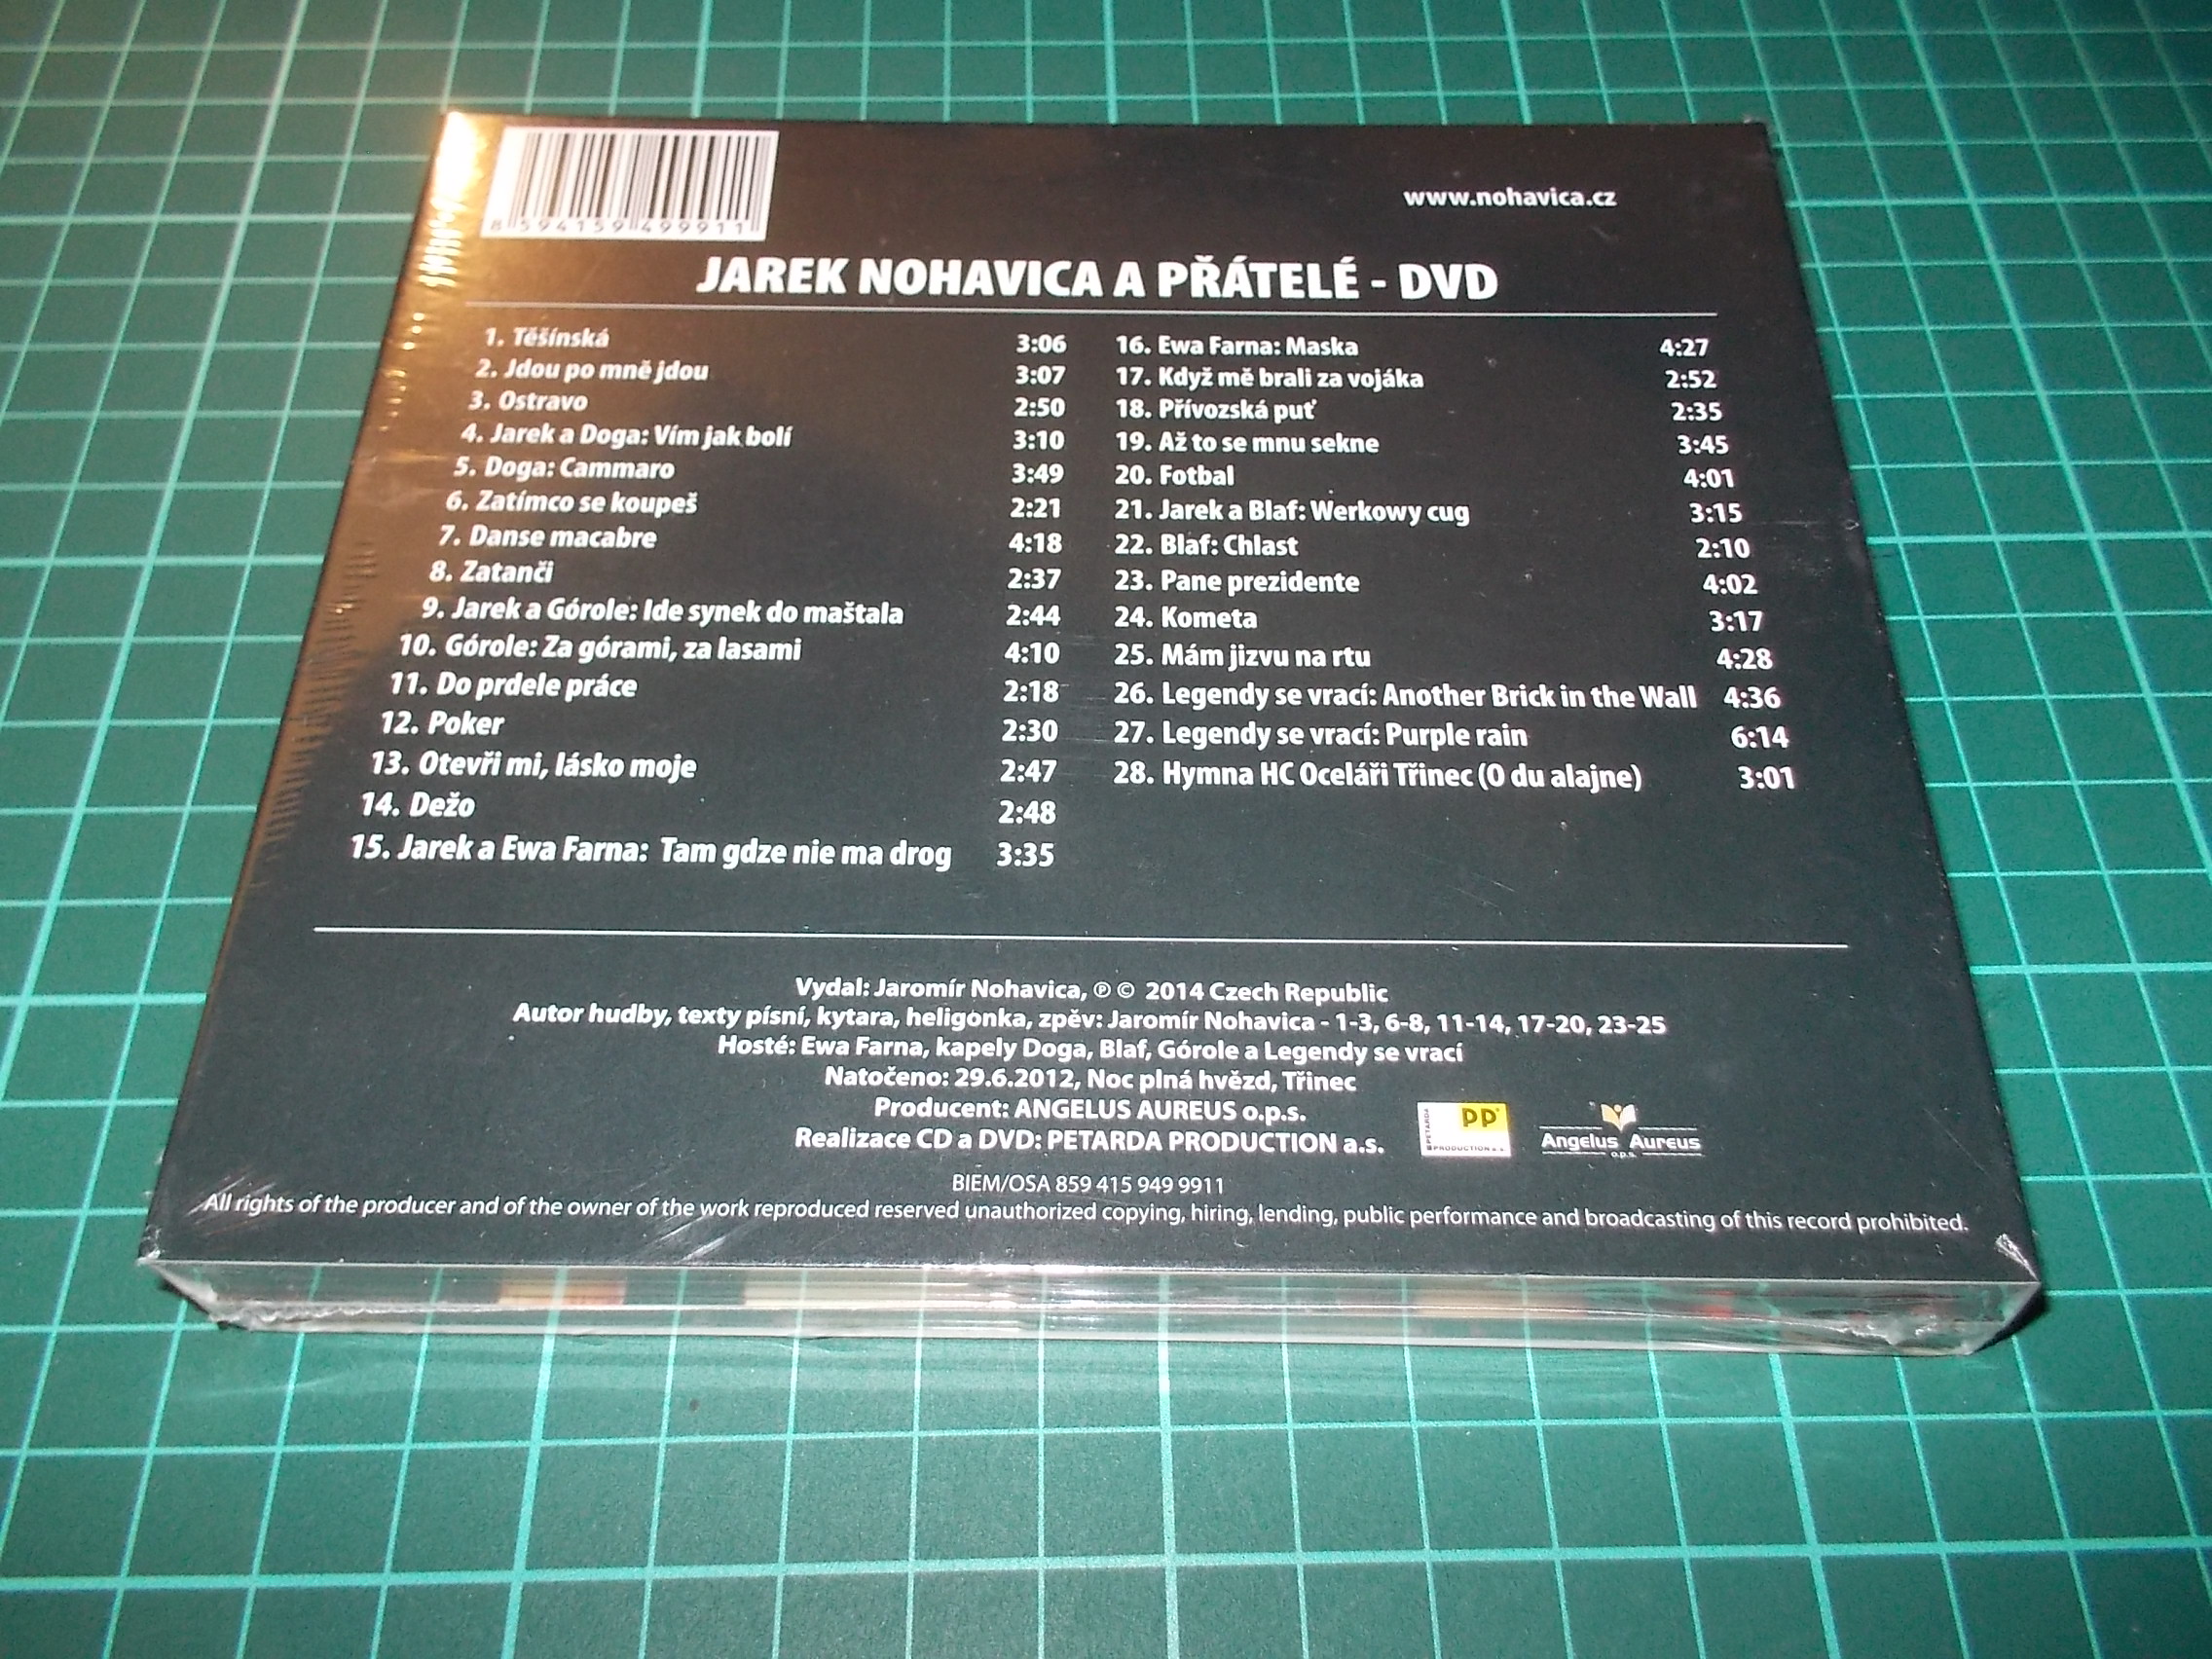 8 594159 499911
www.nohavica.cz
JAREK NOHAVICA A PŘÁTELÉ - DVD
1. Těšínská 3:06
2. Jdou po mně jdou 3:07
3. Ostravo 2:50
4. Jarek a Doga: Vím jak bolí 3:10
5. Doga: Cammaro 3:49
6. Zatímco se koupeš 2:21
7. Danse macabre 4:18
8. Zatanči 2:37
9. Jarek a Górole: Ide synek do maštala 2:44
10. Górole: Za górami, za lasami 4:10
11. Do prdele práce 2:18
12. Poker 2:30
13. Otevři mi, lásko moje 2:47
14. Dežo 2:48
15. Jarek a Ewa Farna: Tam gdze nie ma drog 3:35
16. Ewa Farna: Maska 4:27
17. Když mě brali za vojáka 2:52
18. Přívozská puť 2:35
19. Až to se mnu sekne 3:45
20. Fotbal 4:01
21. Jarek a Blaf: Werkowy cug 3:15
22. Blaf: Chlast 2:10
23. Pane prezidente 4:02
24. Kometa 3:17
25. Mám jizvu na rtu 4:28
26. Legendy se vrací: Another Brick in the Wall 4:36
27. Legendy se vrací: Purple rain 6:14
28. Hymna HC Oceláři Třinec (O du alajne) 3:01
Vydal: Jaromír Nohavica, ℗ © 2014 Czech Republic
Autor hudby, texty písní, kytara, heligonka, zpěv: Jaromír Nohavica - 1-3, 6-8, 11-14, 17-20, 23-25
Hosté: Ewa Farna, kapely Doga, Blaf, Górole a Legendy se vrací
Natočeno: 29.6.2012, Noc plná hvězd, Třinec
Producent: ANGELUS AUREUS o.p.s.
Realizace CD a DVD: PETARDA PRODUCTION a.s.
PP
PETARDA
PRODUCTION a.s.
Angelus Aureus
o.p.s.
BIEM/OSA 859 415 949 9911
All rights of the producer and of the owner of the work reproduced reserved unauthorized copying, hiring, lending, public performance and broadcasting of this record prohibited.